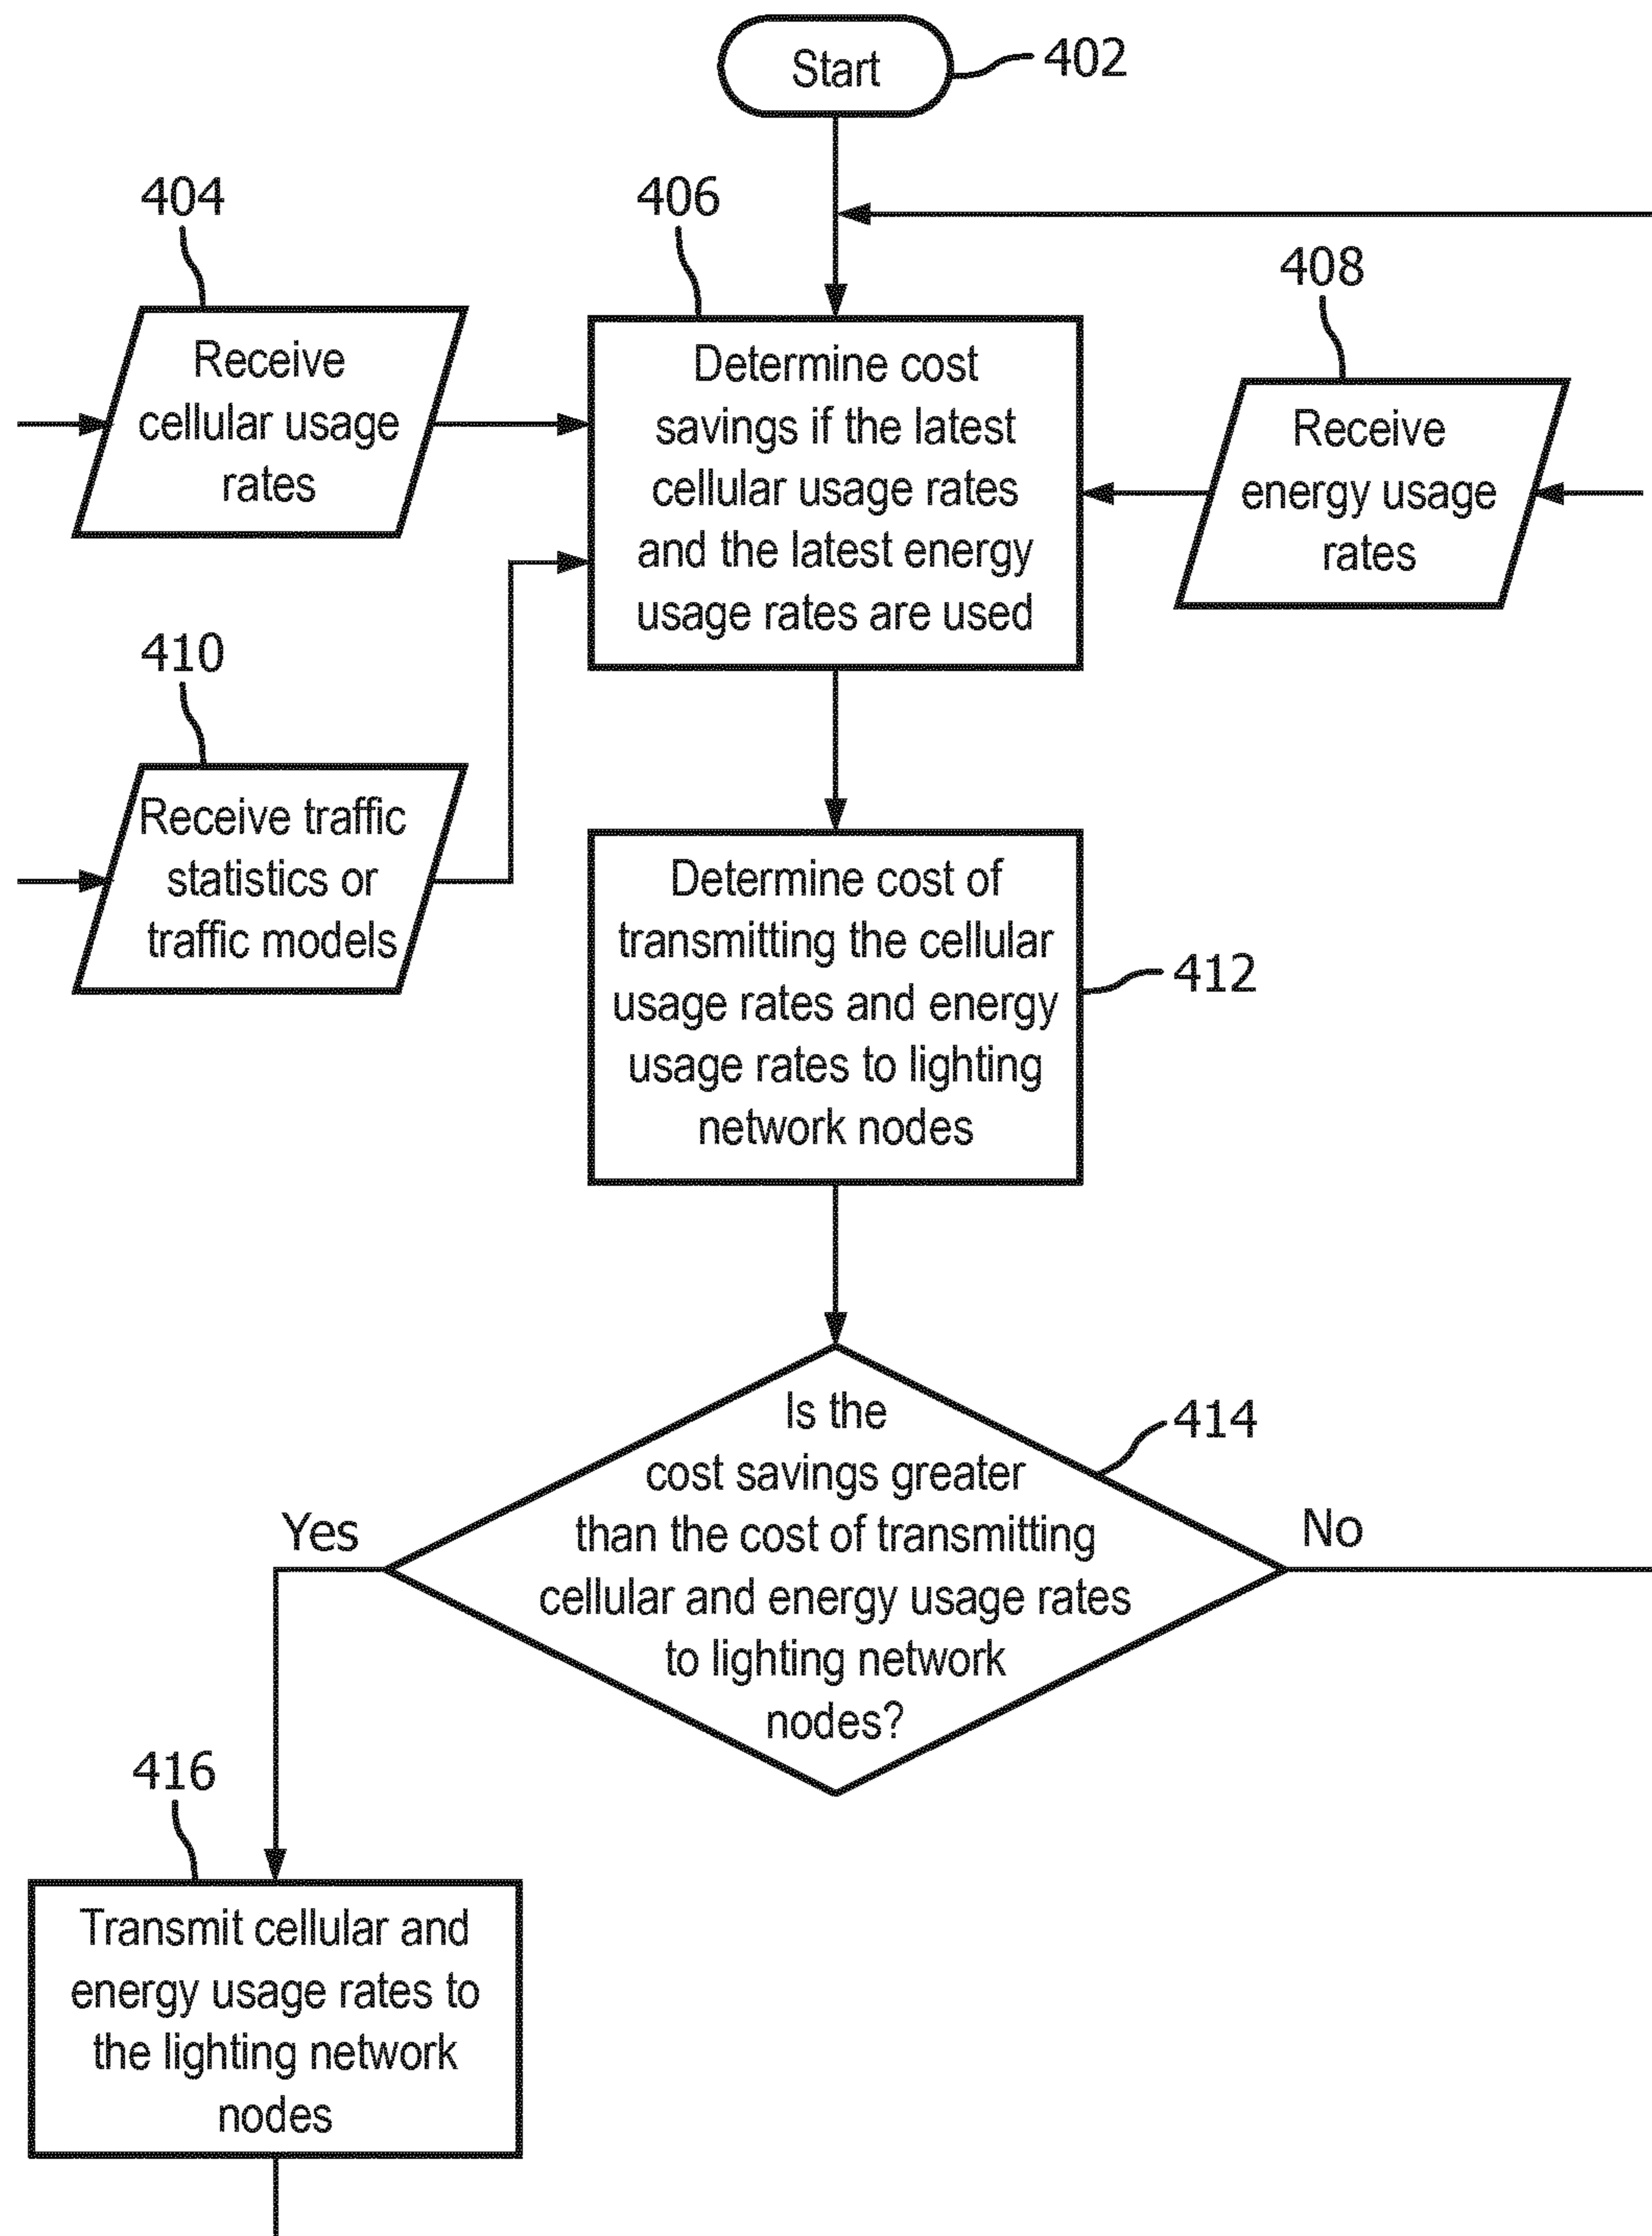 Start
402
404
406
408
Receive
cellular usage
rates
Determine cost
savings if the latest
cellular usage rates
and the latest energy
usage rates are used
Receive
energy usage
rates
410
Receive traffic
statistics or
traffic models
Determine cost of
transmitting the cellular
usage rates and energy
usage rates to lighting
network nodes
412
Is the
cost savings greater
than the cost of transmitting
cellular and energy usage rates
to lighting network
nodes?
414
Yes
No
416
Transmit cellular and
energy usage rates to
the lighting network
nodes